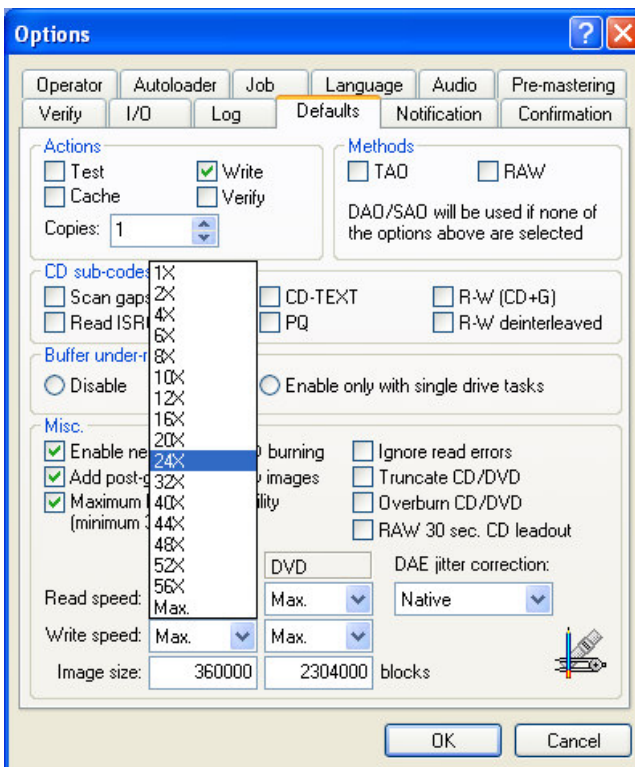 Options
Operator Autoloader Job Language Audio Pre-mastering
Verify I/O Log Defaults Notification Confirmation
Actions
Test Write
Cache Verify
Copies: 1
Methods
TAO RAW
DAO/SAO will be used if none of
the options above are selected
CD sub-codes
Scan gaps CD-TEXT R-W (CD+G)
Read ISR PQ R-W deinterleaved
Buffer under-r
Disable Enable only with single drive tasks
Misc.
Enable ne burning Ignore read errors
Add post-g images Truncate CD/DVD
Maximum ility Overburn CD/DVD
(minimum RAW 30 sec. CD leadout
1X
2X
4X
6X
8X
10X
12X
16X
20X
24X
32X
40X
44X
48X
52X
56X
Max.
DVD DAE jitter correction:
Read speed: Max. Native
Write speed: Max. Max.
Image size: 360000 2304000 blocks
OK Cancel